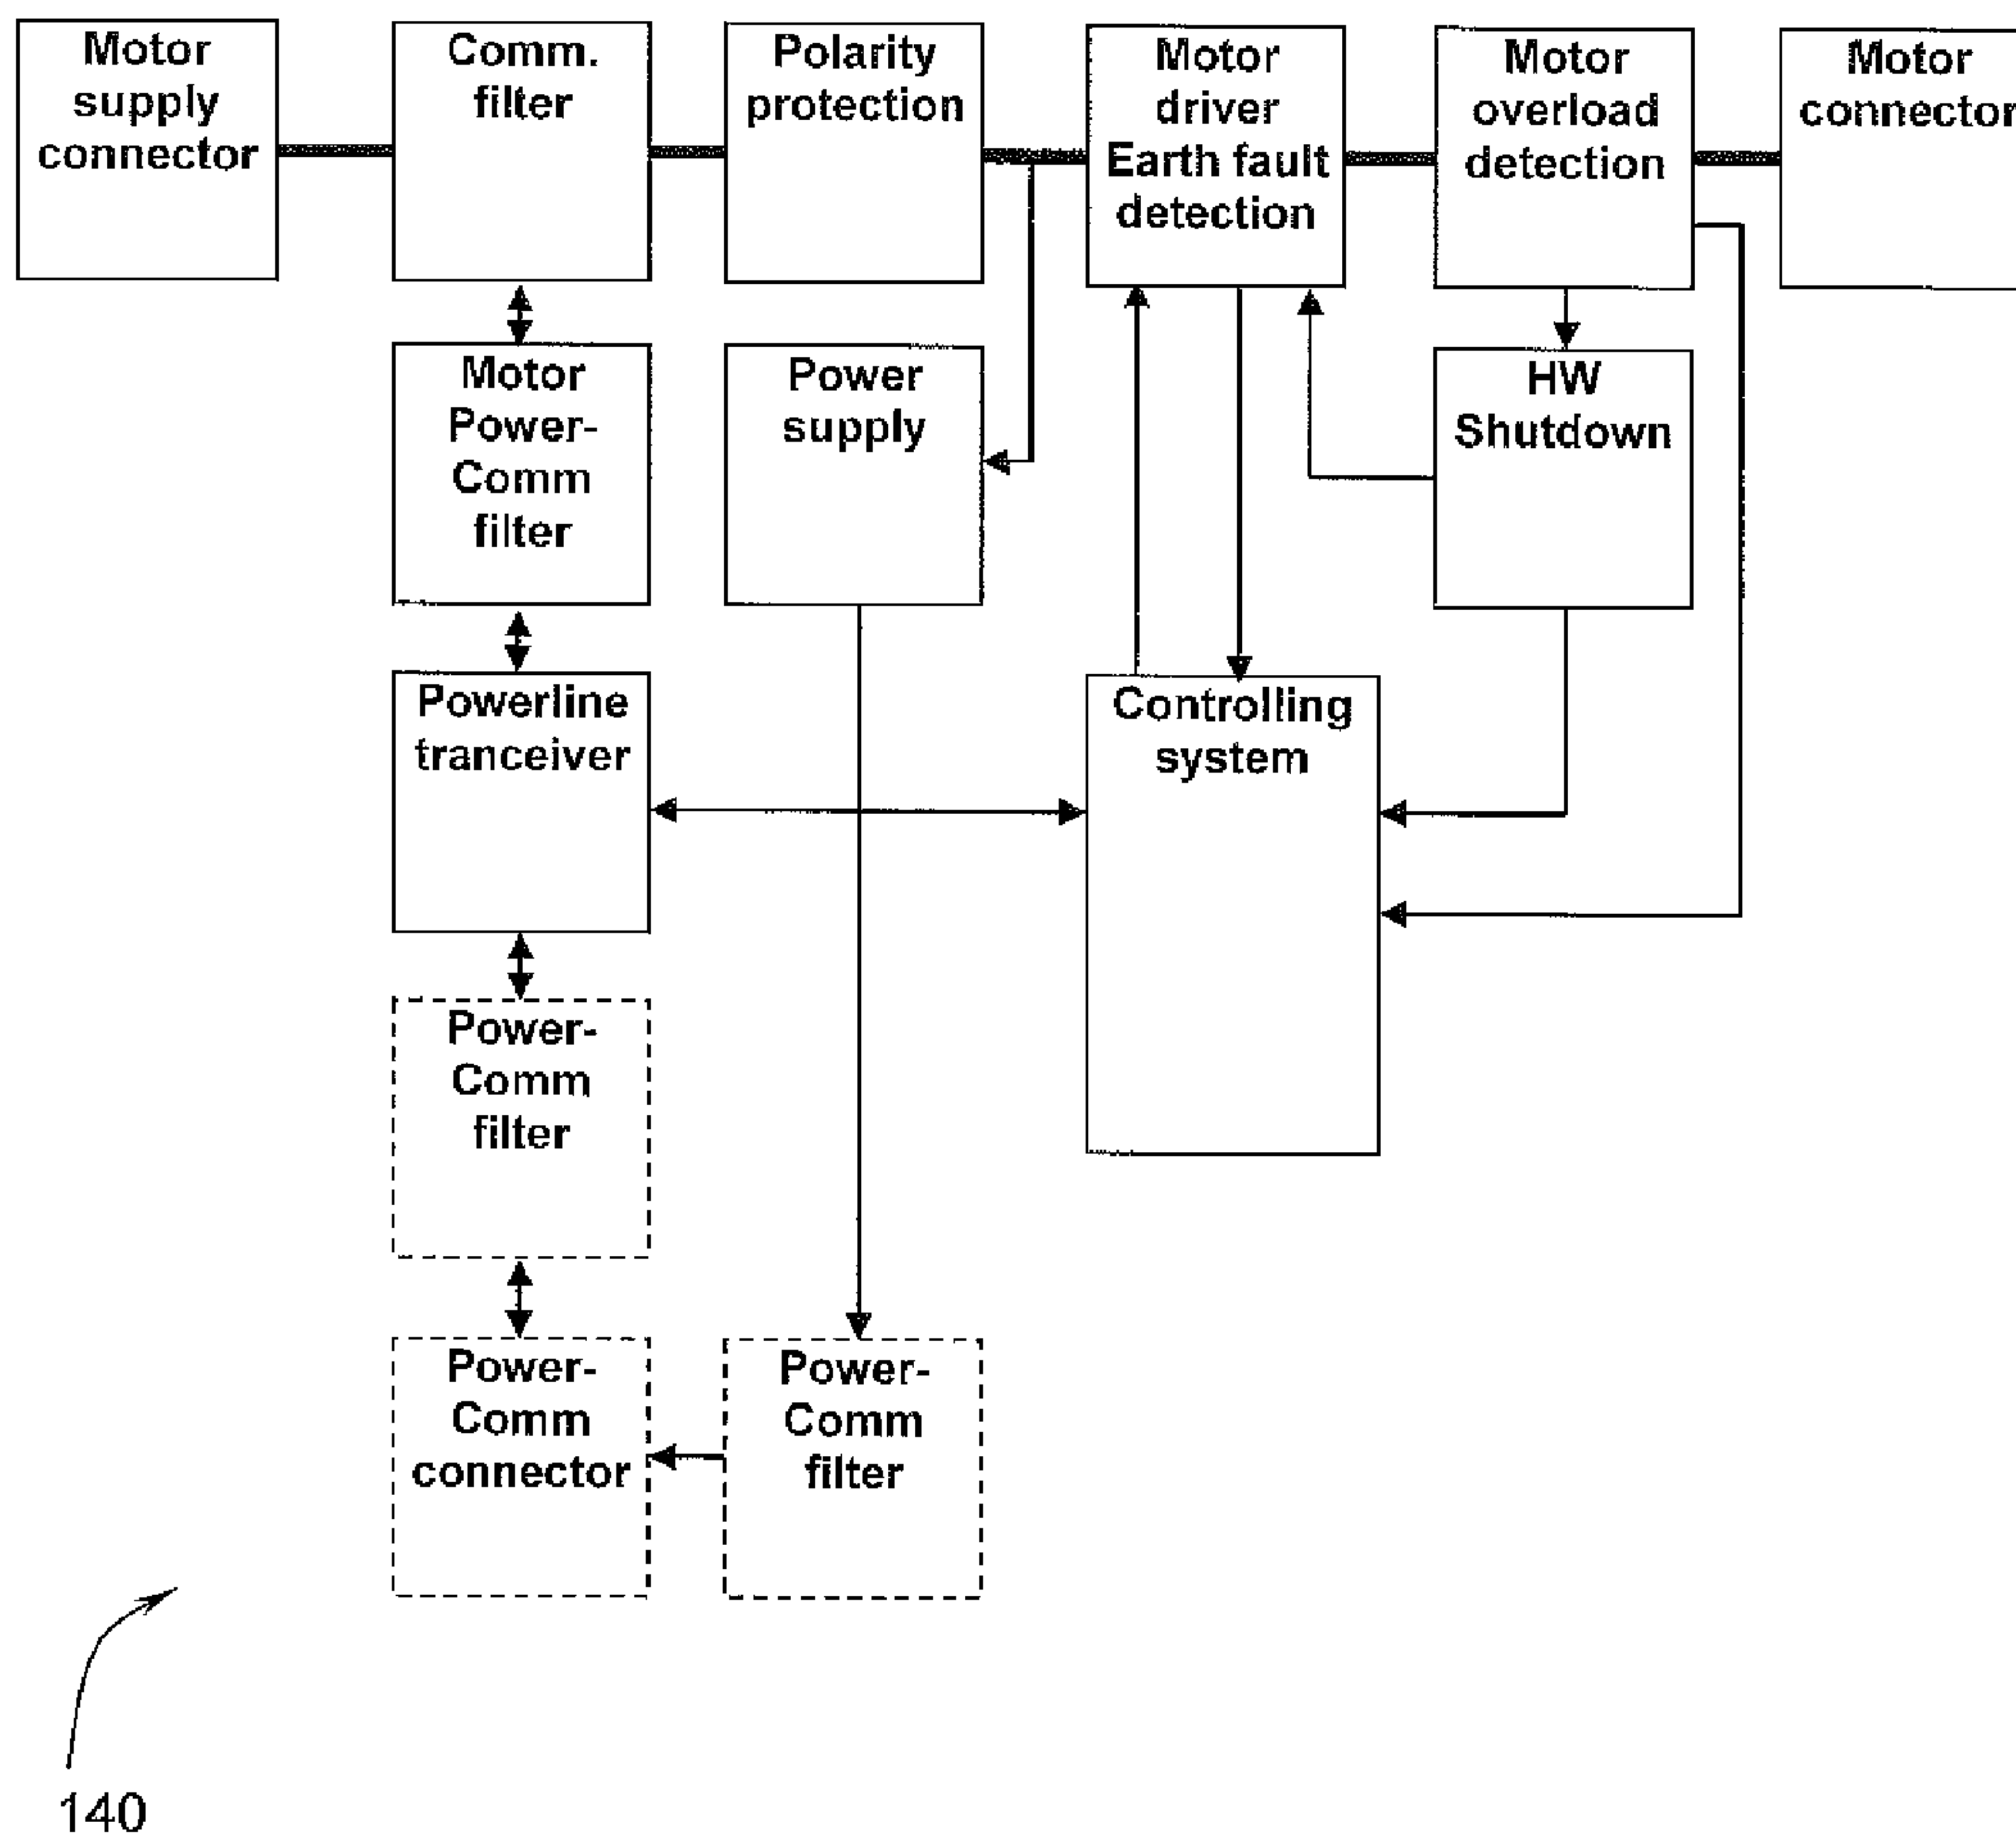 Motor
supply
connector
Comm.
filter
Polarity
protection
Motor
driver
Earth fault
detection
Motor
overload
detection
Motor
connector
Motor
Power-
Comm
filter
Power
supply
HW
Shutdown
Powerline
tranceiver
Controlling
system
Power-
Comm
filter
Power-
Comm
connector
Power-
Comm
filter
140